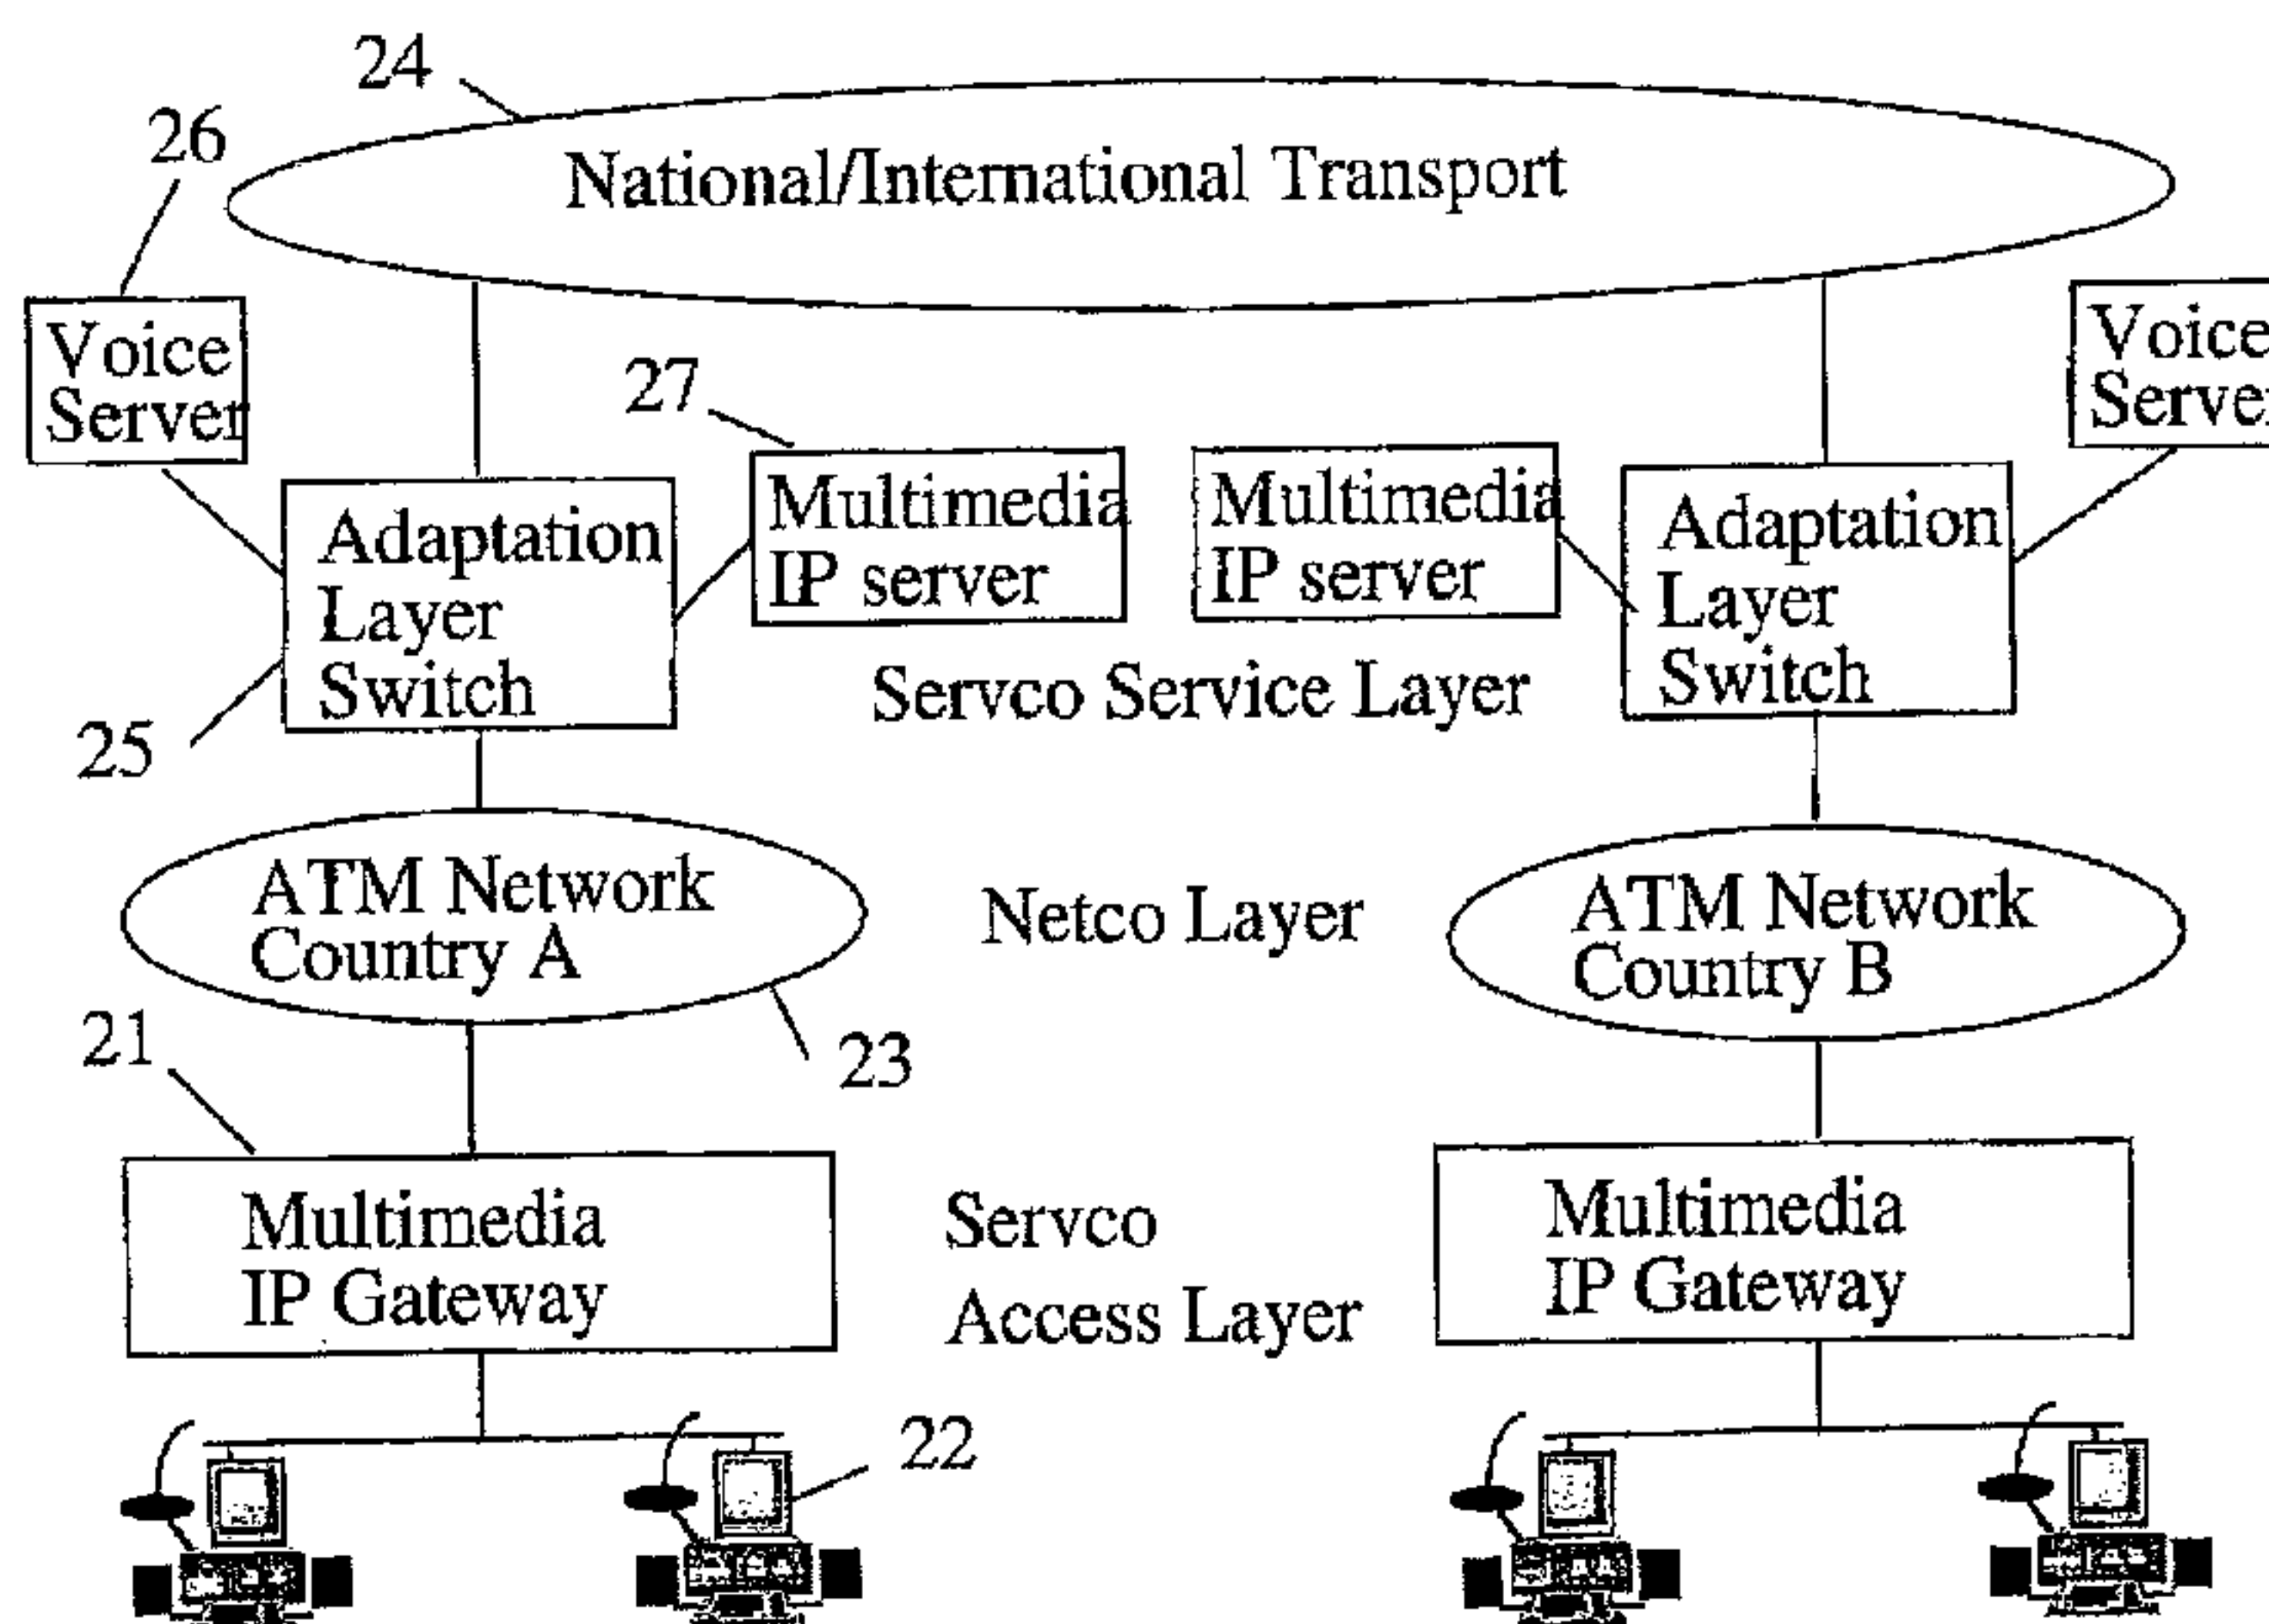 24
26
National/International Transport
Voice
Server
27
Voice
Multimedia
IP server
Multimedia
IP server
Adaptation
Layer
Switch
Adaptation
Layer
Switch
Servco Service Layer
25
ATM Network
Country A
Netco Layer
ATM Network
Country B
21
23
Multimedia
IP Gateway
Servco
Access Layer
Multimedia
IP Gateway
22